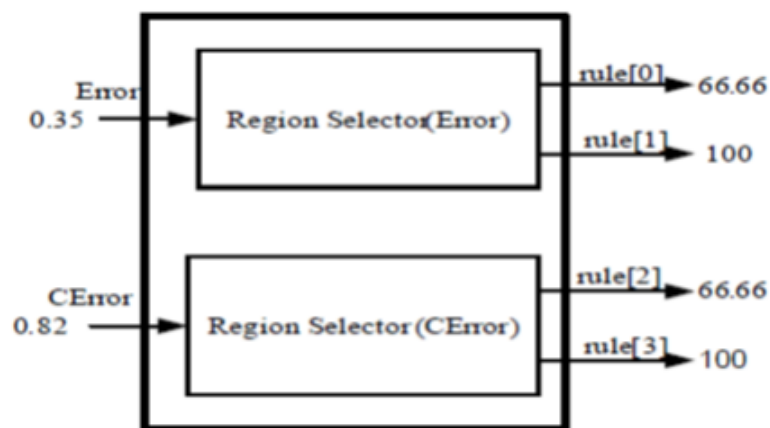 Error
0.35
Region Selector(Error)
rule[0]
66.66
rule[1]
100
CError
0.82
Region Selector (CError)
rule[2]
66.66
rule[3]
100